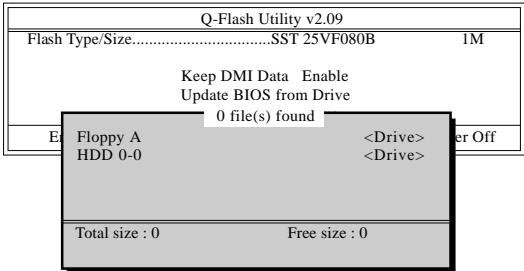 Q-Flash Utility v2.09
Flash Type/Size.................................SST 25VF080B 1M
Keep DMI Data Enable
Update BIOS from Drive
0 file(s) found
Floppy A <Drive>
HDD 0-0 <Drive>
Total size : 0 Free size : 0